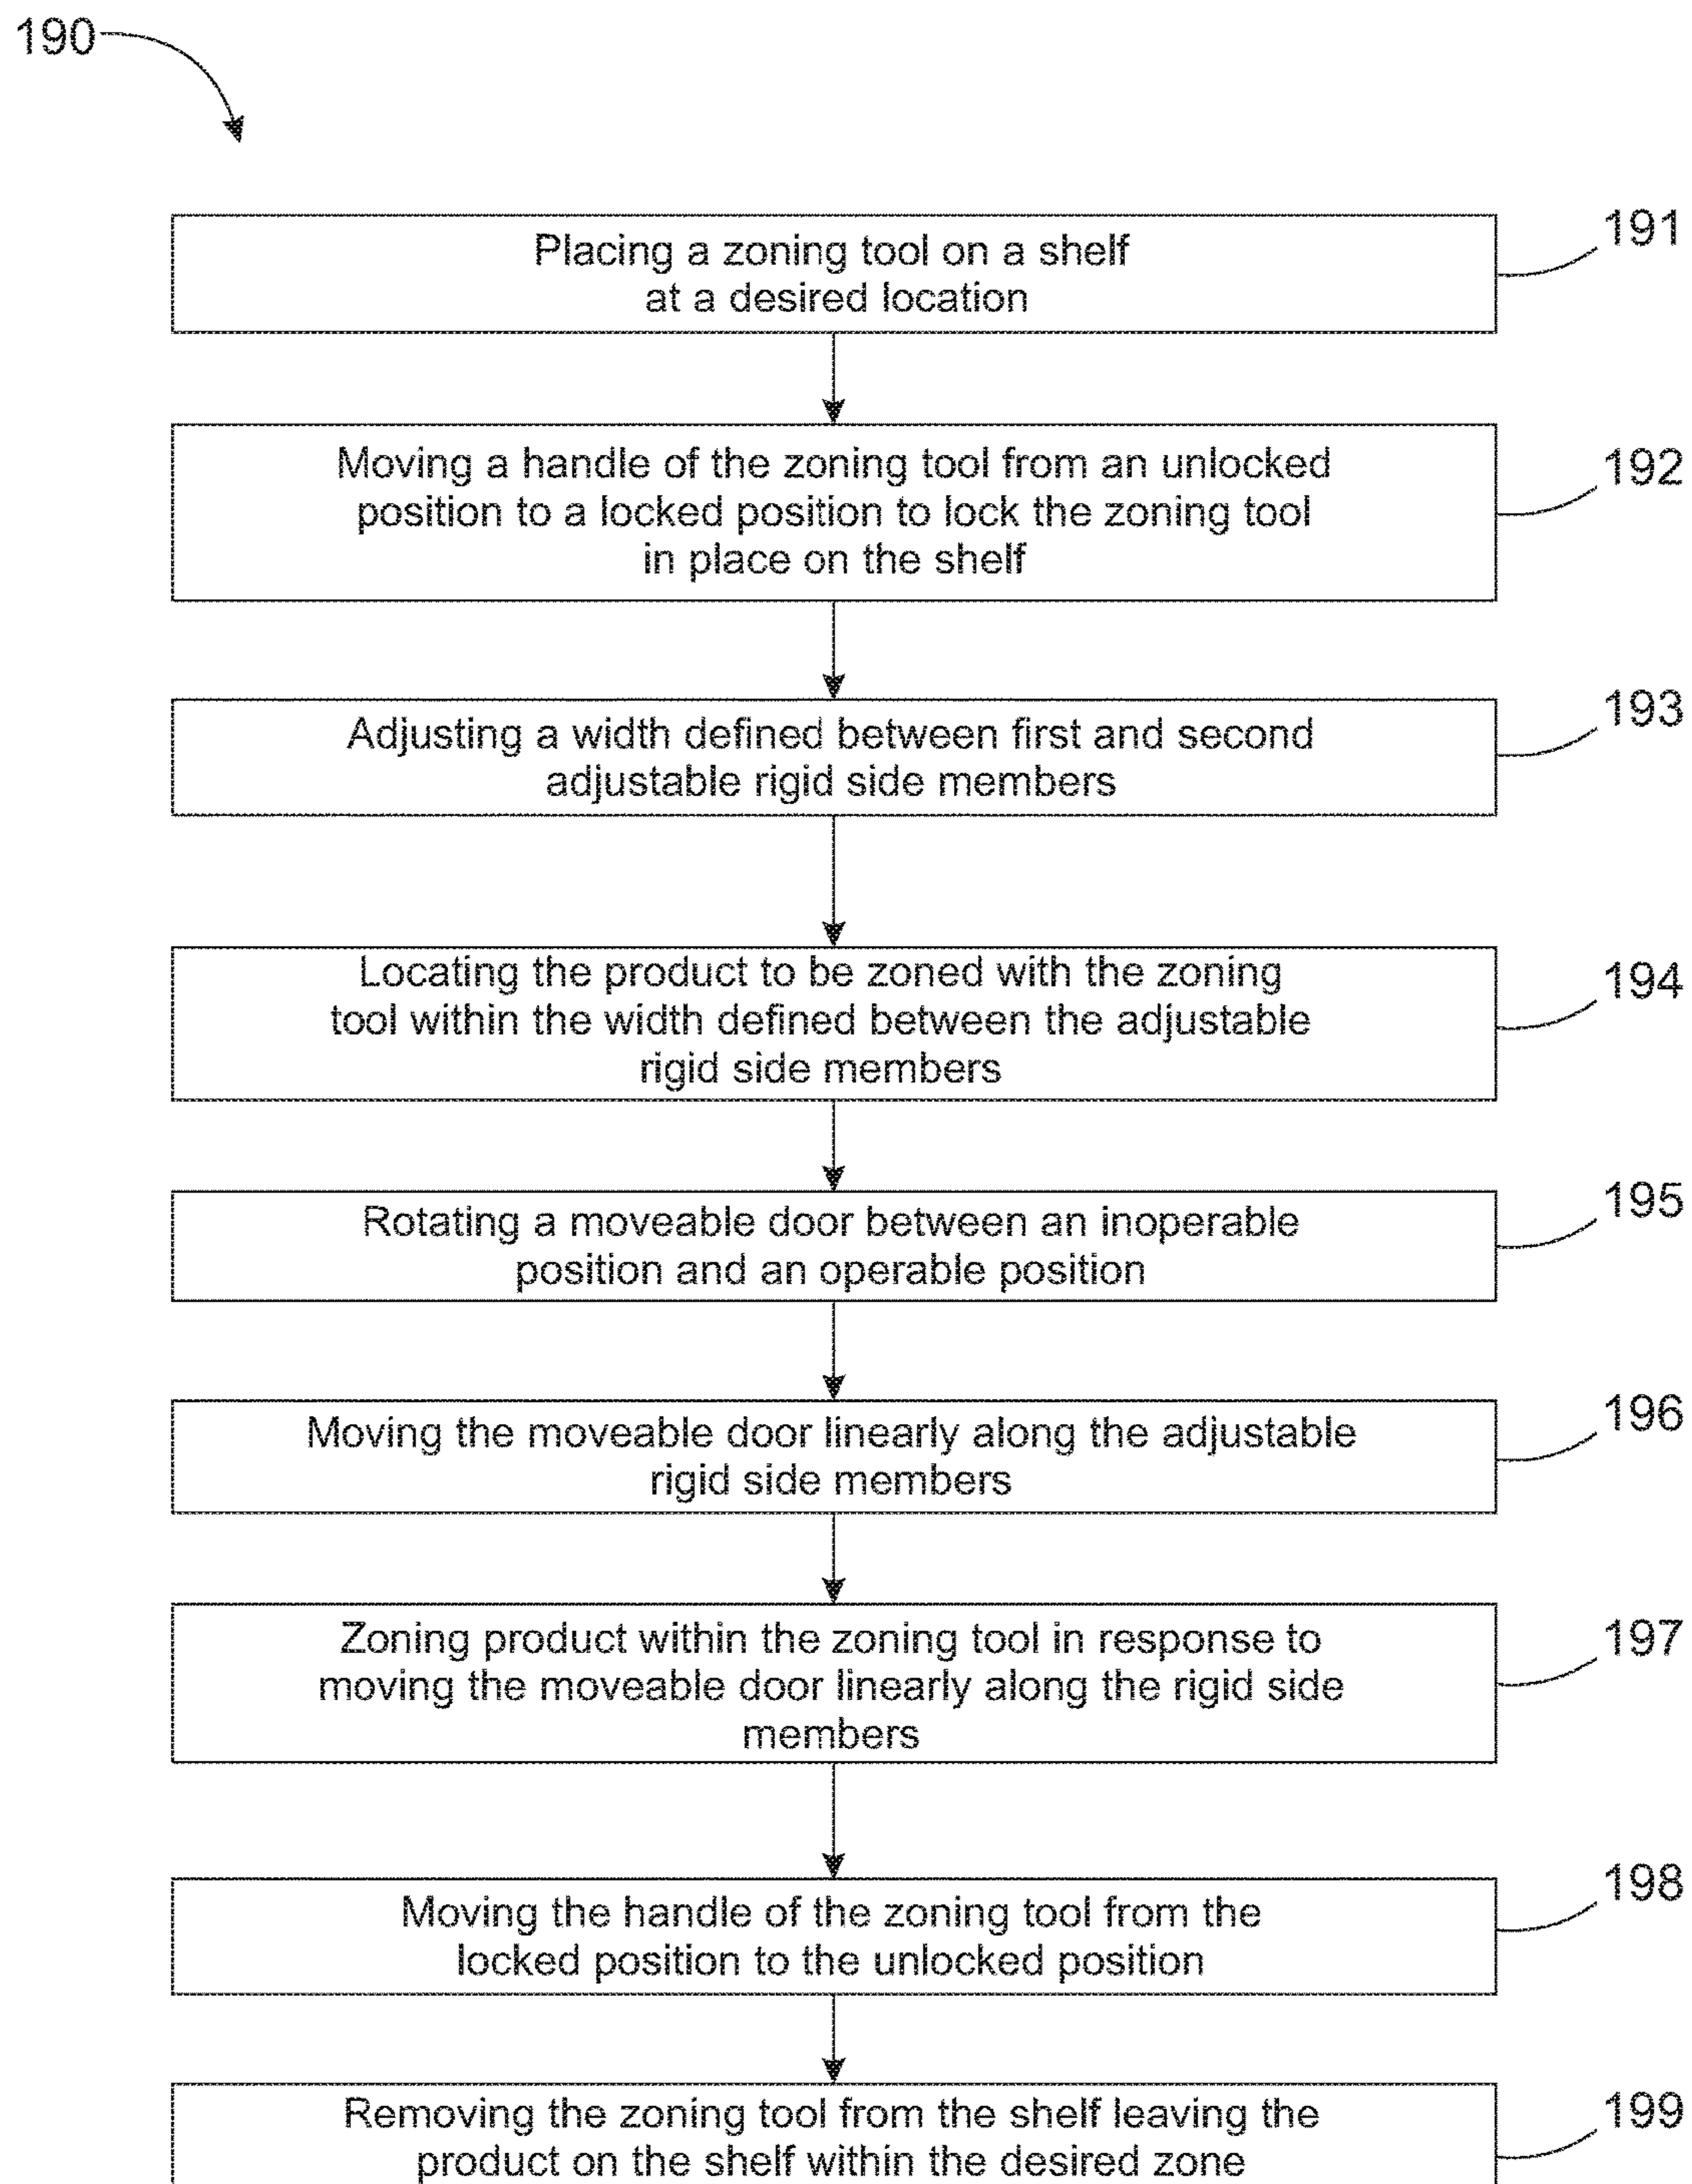 190
Placing a zoning tool on a shelf
at a desired location
191
Moving a handle of the zoning tool from an unlocked
position to a locked position to lock the zoning tool
in place on the shelf
192
Adjusting a width defined between first and second
adjustable rigid side members
193
Locating the product to be zoned with the zoning
tool within the width defined between the adjustable
rigid side members
194
Rotating a moveable door between an inoperable
position and an operable position
195
Moving the moveable door linearly along the adjustable
rigid side members
196
Zoning product within the zoning tool in response to
moving the moveable door linearly along the rigid side
members
197
Moving the handle of the zoning tool from the
locked position to the unlocked position
198
Removing the zoning tool from the shelf leaving the
product on the shelf within the desired zone
199